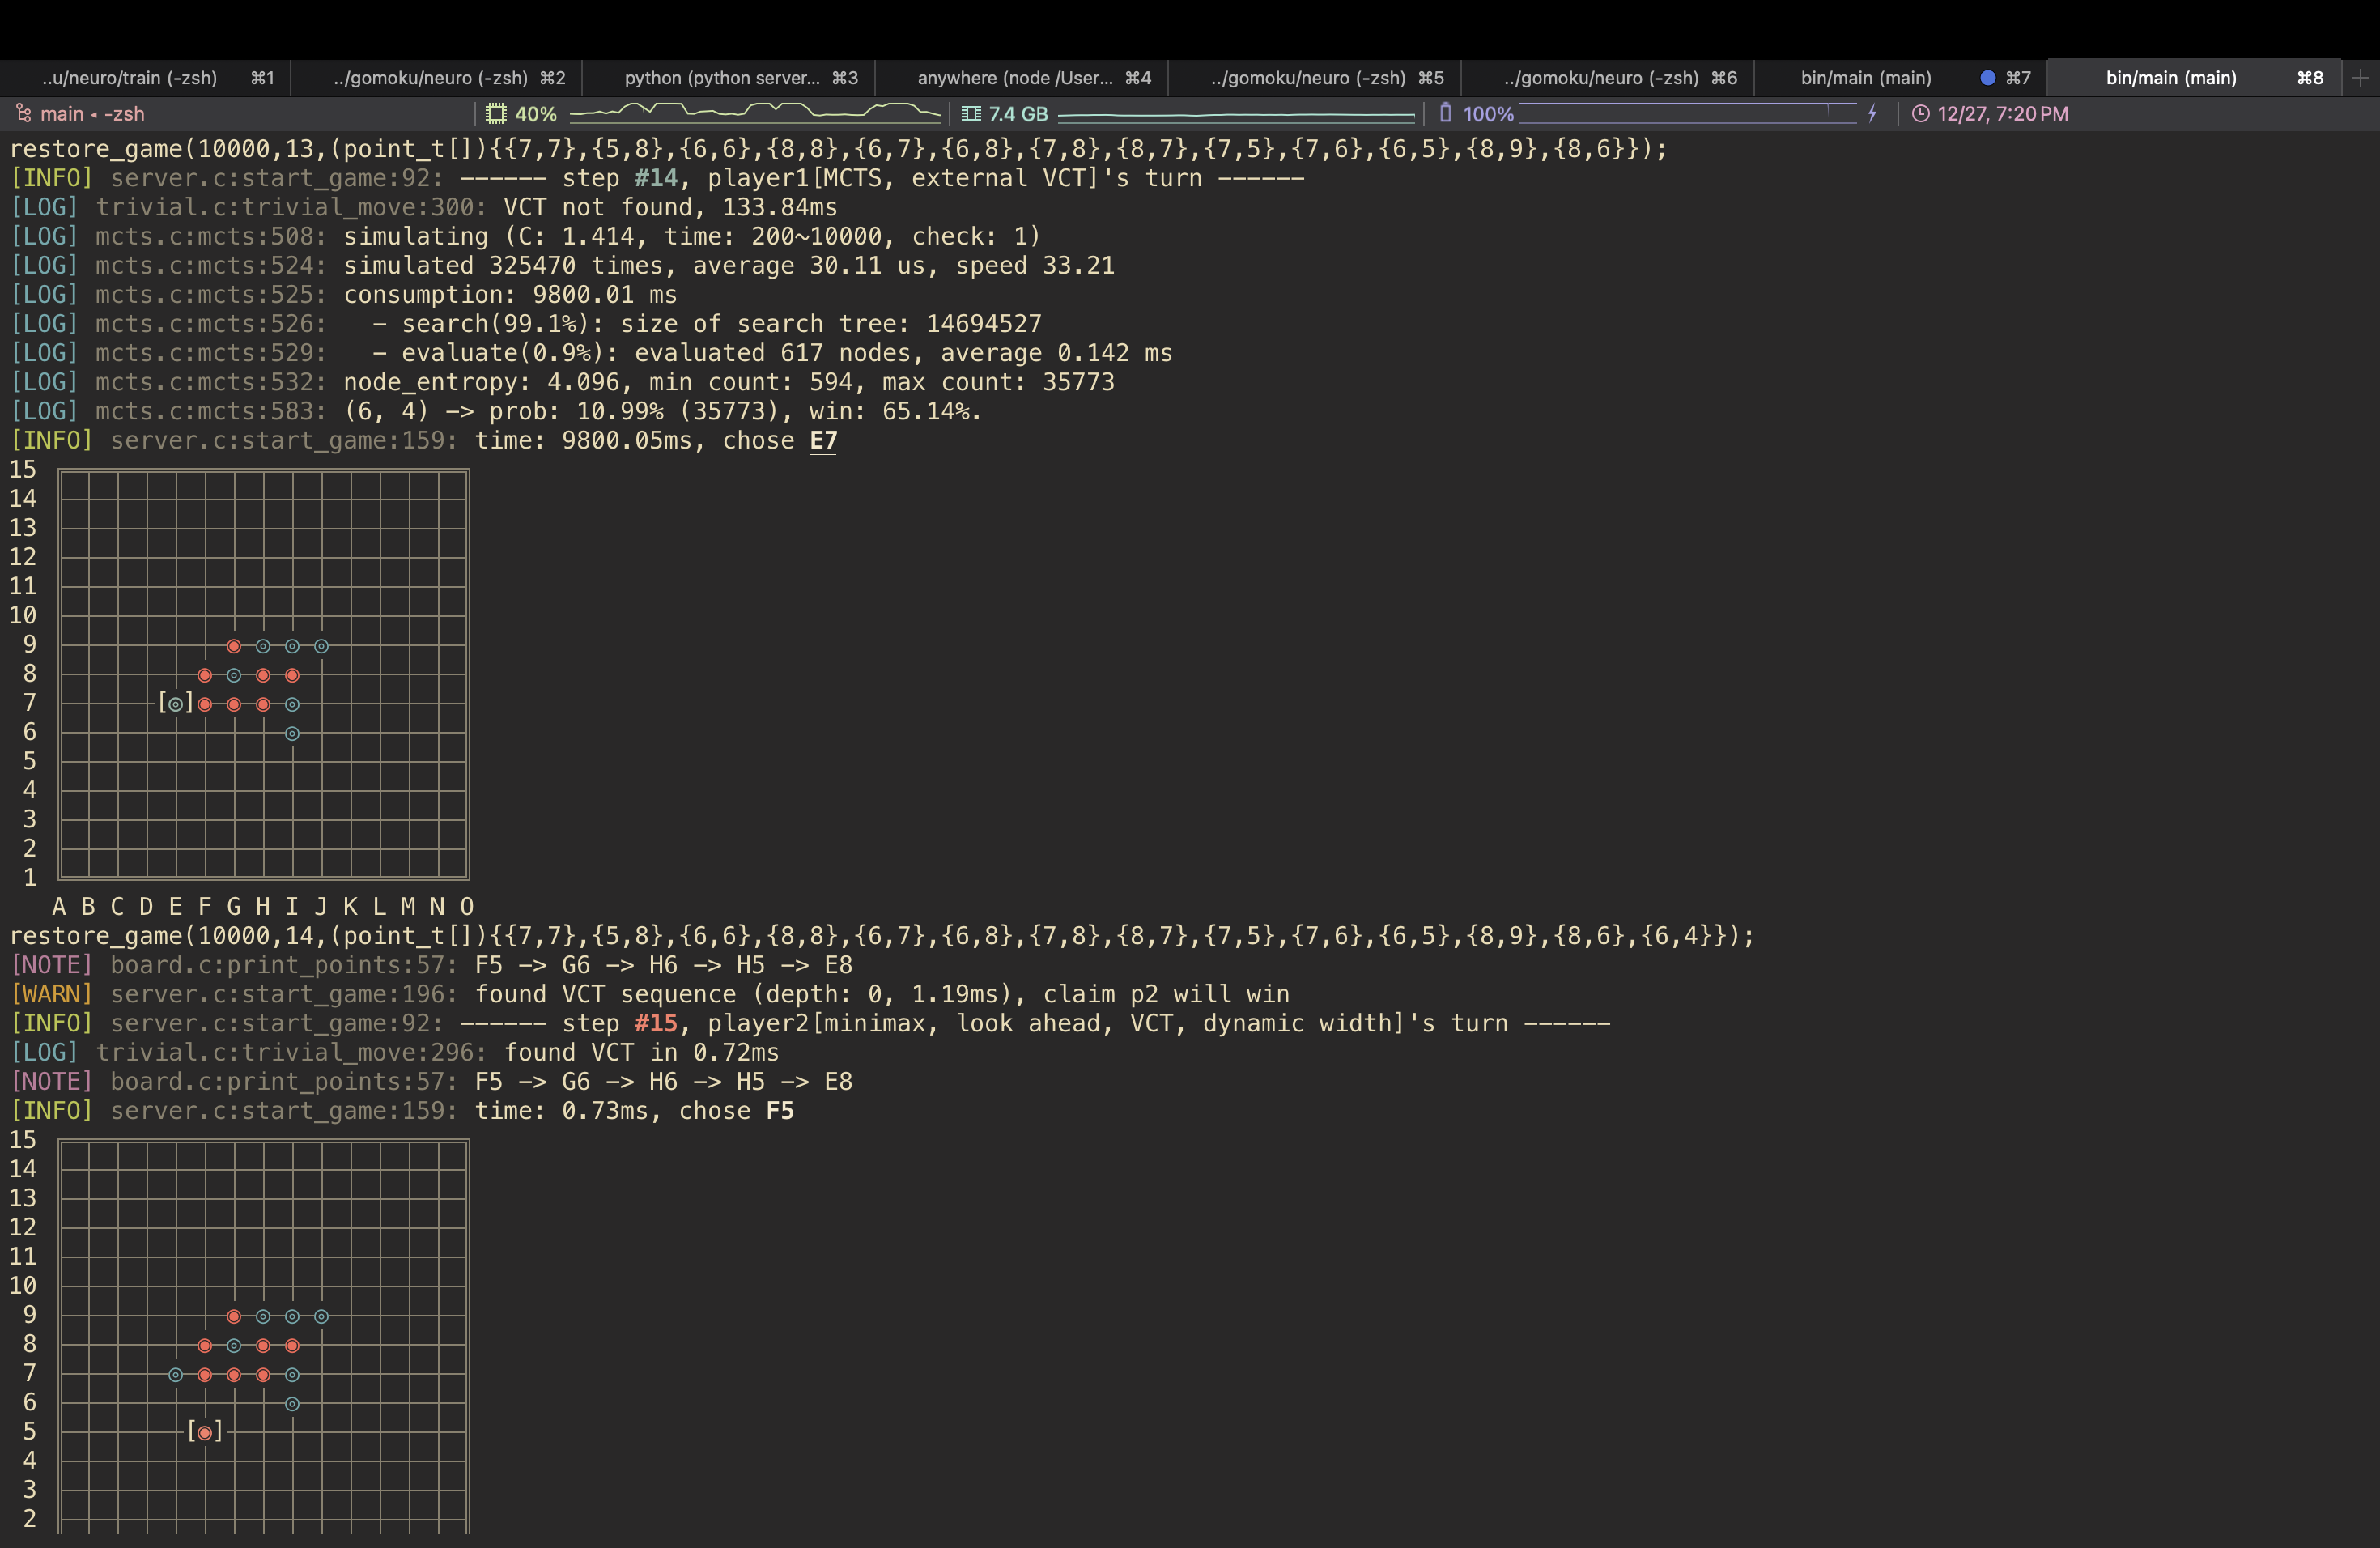 ..u/neuro/train (-zsh) ⌘1 ../gomoku/neuro (-zsh) ⌘2 python (python server... ⌘3 anywhere (node /User... ⌘4 ../gomoku/neuro (-zsh) ⌘5 ../gomoku/neuro (-zsh) ⌘6 bin/main (main) ⌘7 bin/main (main) ⌘8
main ◂ -zsh 40% 7.4 GB 100% 12/27, 7:20 PM
restore_game(10000,13,(point_t[]){{7,7},{5,8},{6,6},{8,8},{6,7},{6,8},{7,8},{8,7},{7,5},{7,6},{6,5},{8,9},{8,6}});
[INFO] server.c:start_game:92: ------ step #14, player1[MCTS, external VCT]'s turn ------
[LOG] trivial.c:trivial_move:300: VCT not found, 133.84ms
[LOG] mcts.c:mcts:508: simulating (C: 1.414, time: 200~10000, check: 1)
[LOG] mcts.c:mcts:524: simulated 325470 times, average 30.11 us, speed 33.21
[LOG] mcts.c:mcts:525: consumption: 9800.01 ms
[LOG] mcts.c:mcts:526:   - search(99.1%): size of search tree: 14694527
[LOG] mcts.c:mcts:529:   - evaluate(0.9%): evaluated 617 nodes, average 0.142 ms
[LOG] mcts.c:mcts:532: node_entropy: 4.096, min count: 594, max count: 35773
[LOG] mcts.c:mcts:583: (6, 4) -> prob: 10.99% (35773), win: 65.14%.
[INFO] server.c:start_game:159: time: 9800.05ms, chose E7
15
14
13
12
11
10
9
8
7 [ ]
6
5
4
3
2
1
A B C D E F G H I J K L M N O
restore_game(10000,14,(point_t[]){{7,7},{5,8},{6,6},{8,8},{6,7},{6,8},{7,8},{8,7},{7,5},{7,6},{6,5},{8,9},{8,6},{6,4}});
[NOTE] board.c:print_points:57: F5 -> G6 -> H6 -> H5 -> E8
[WARN] server.c:start_game:196: found VCT sequence (depth: 0, 1.19ms), claim p2 will win
[INFO] server.c:start_game:92: ------ step #15, player2[minimax, look ahead, VCT, dynamic width]'s turn ------
[LOG] trivial.c:trivial_move:296: found VCT in 0.72ms
[NOTE] board.c:print_points:57: F5 -> G6 -> H6 -> H5 -> E8
[INFO] server.c:start_game:159: time: 0.73ms, chose F5
15
14
13
12
11
10
9
8
7
6
5 [ ]
4
3
2